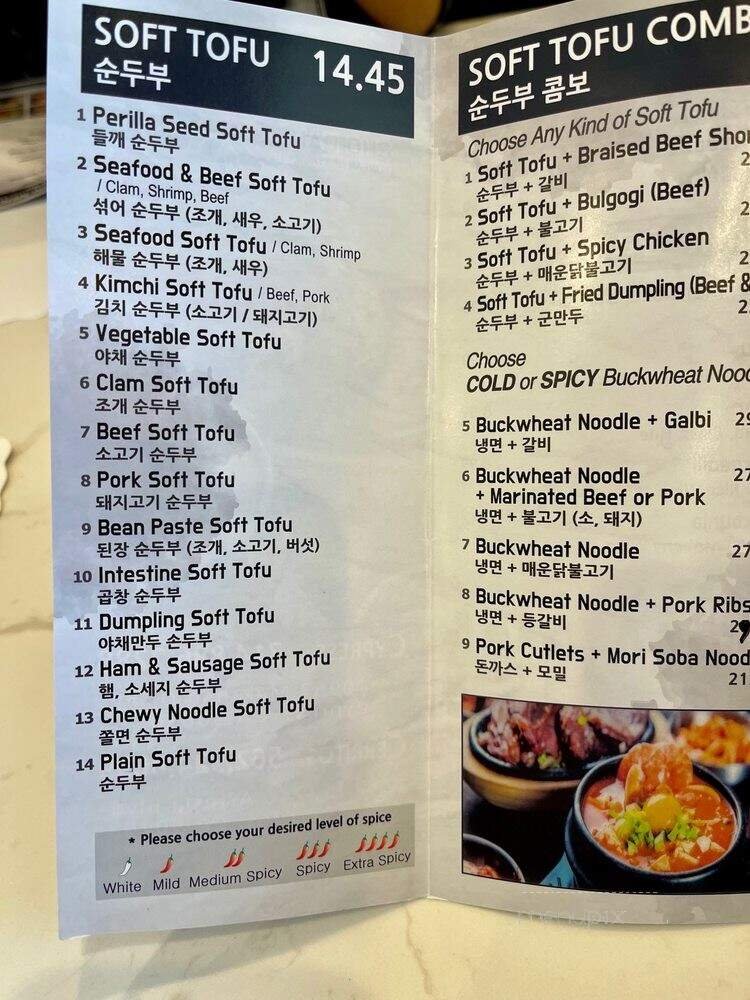 SOFT TOFU 14.45
순두부
1 Perilla Seed Soft Tofu
들깨 순두부
2 Seafood & Beef Soft Tofu
/ Clam, Shrimp, Beef
섞어 순두부 (조개, 새우, 소고기)
3 Seafood Soft Tofu / Clam, Shrimp
해물 순두부 (조개, 새우)
4 Kimchi Soft Tofu / Beef, Pork
김치 순두부 (소고기 / 돼지고기)
5 Vegetable Soft Tofu
야채 순두부
6 Clam Soft Tofu
조개 순두부
7 Beef Soft Tofu
소고기 순두부
8 Pork Soft Tofu
돼지고기 순두부
9 Bean Paste Soft Tofu
된장 순두부 (조개, 소고기, 버섯)
10 Intestine Soft Tofu
곱창 순두부
11 Dumpling Soft Tofu
야채만두 손두부
12 Ham & Sausage Soft Tofu
햄, 소세지 순두부
13 Chewy Noodle Soft Tofu
쫄면 순두부
14 Plain Soft Tofu
순두부
* Please choose your desired level of spice
White Mild Medium Spicy Spicy Extra Spicy
SOFT TOFU COMB
순두부 콤보
Choose Any Kind of Soft Tofu
1 Soft Tofu + Braised Beef Sho
순두부 + 갈비
2 Soft Tofu + Bulgogi (Beef)
순두부 + 불고기
3 Soft Tofu + Spicy Chicken
순두부 + 매운닭불고기
4 Soft Tofu + Fried Dumpling (Beef &
순두부 + 군만두
Choose
COLD or SPICY Buckwheat Nood
5 Buckwheat Noodle + Galbi 29
냉면 + 갈비
6 Buckwheat Noodle 27
+ Marinated Beef or Pork
냉면 + 불고기 (소, 돼지)
7 Buckwheat Noodle 27
냉면 + 매운닭불고기
8 Buckwheat Noodle + Pork Ribs
냉면 + 등갈비
9 Pork Cutlets + Mori Soba Nood
돈까스 + 모밀 21